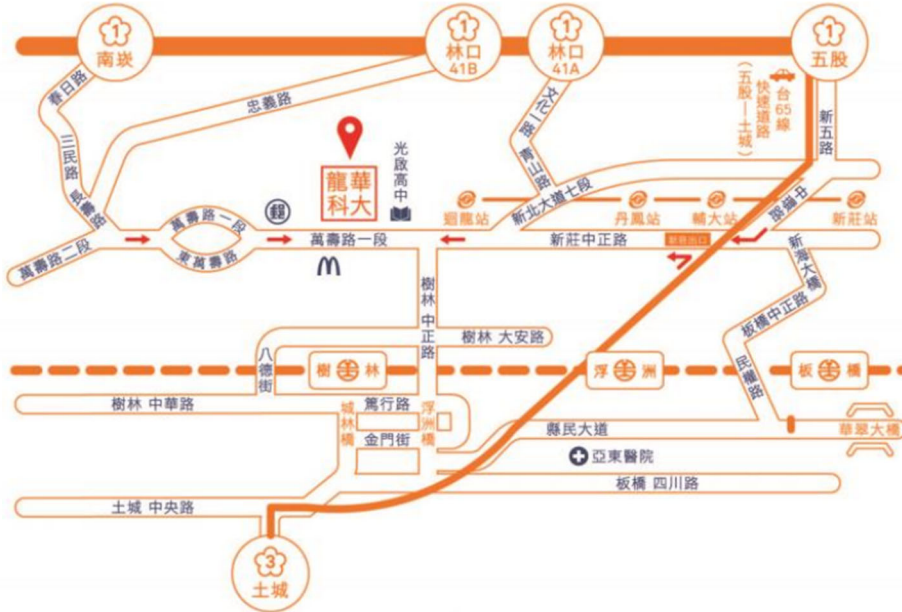 1
南崁
1
林口
41B
1
林口
41A
1
五股
春日路
忠義路
文化一路
台65線
快速道路
(五股—土城)
新五路
三民路
光啟高中
青山路
龍華
科大
長壽路
迴龍站
丹鳳站
輔大站
新莊站
新北大道七段
中華路
郵
萬壽路一段
萬壽路一段
新莊中正路
萬壽路二段
東萬壽路
新海大橋
樹林 中正路
板橋中正路
樹林 大安路
八德街
樹林
浮洲
板橋
民權路
樹林 中華路
篤行路
城林橋
浮洲橋
金門街
縣民大道
華翠大橋
亞東醫院
板橋 四川路
土城 中央路
3
土城